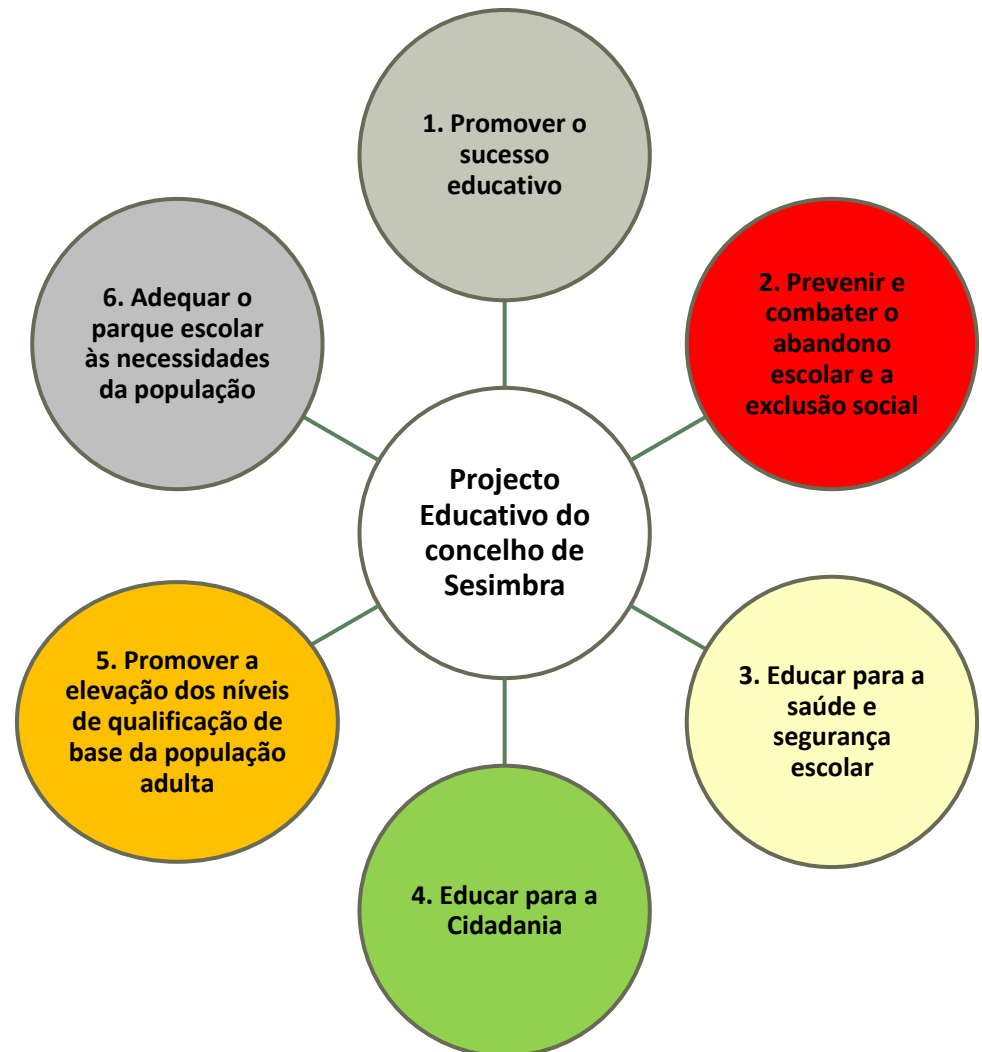 1. Promover o
sucesso
educativo
2. Prevenir e
combater o
abandono
escolar e a
exclusão social
3. Educar para a
saúde e
segurança
escolar
4. Educar para a
Cidadania
5. Promover a
elevação dos níveis
de qualificação de
base da população
adulta
6. Adequar o
parque escolar
às necessidades
da população
Projecto
Educativo do
concelho de
Sesimbra